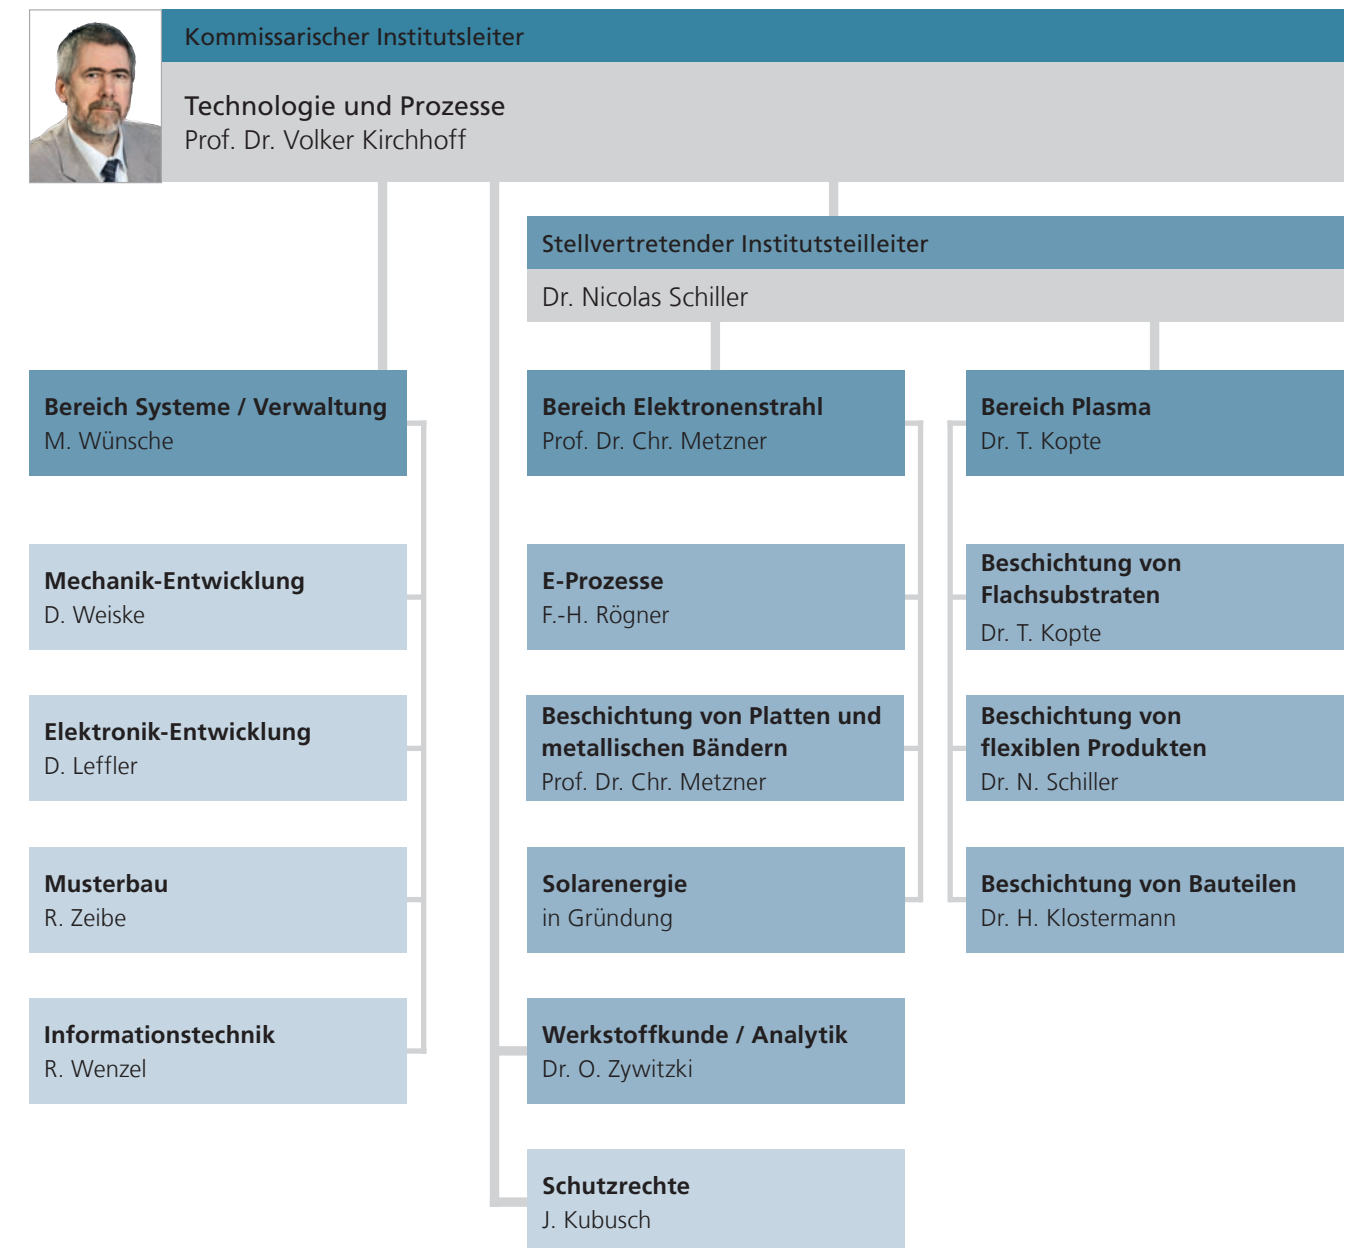 Kommissarischer Institutsleiter
Technologie und Prozesse
Prof. Dr. Volker Kirchhoff
Stellvertretender Institutsteilleiter
Dr. Nicolas Schiller
Bereich Systeme / Verwaltung
M. Wünsche
Mechanik-Entwicklung
D. Weiske
Elektronik-Entwicklung
D. Leffler
Musterbau
R. Zeibe
Informationstechnik
R. Wenzel
Bereich Elektronenstrahl
Prof. Dr. Chr. Metzner
E-Prozesse
F.-H. Rögner
Beschichtung von Platten und
metallischen Bändern
Prof. Dr. Chr. Metzner
Solarenergie
in Gründung
Werkstoffkunde / Analytik
Dr. O. Zywitzki
Schutzrechte
J. Kubusch
Bereich Plasma
Dr. T. Kopte
Beschichtung von
Flachsubstraten
Dr. T. Kopte
Beschichtung von
flexiblen Produkten
Dr. N. Schiller
Beschichtung von Bauteilen
Dr. H. Klostermann